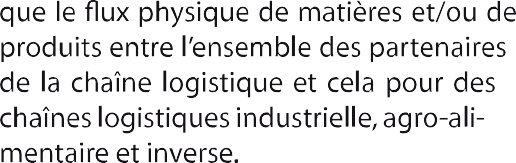 que le flux physique de matières et/ou de
produits entre l’ensemble des partenaires
de la chaîne logistique et cela pour des
chaînes logistiques industrielle, agro-ali-
mentaire et inverse.